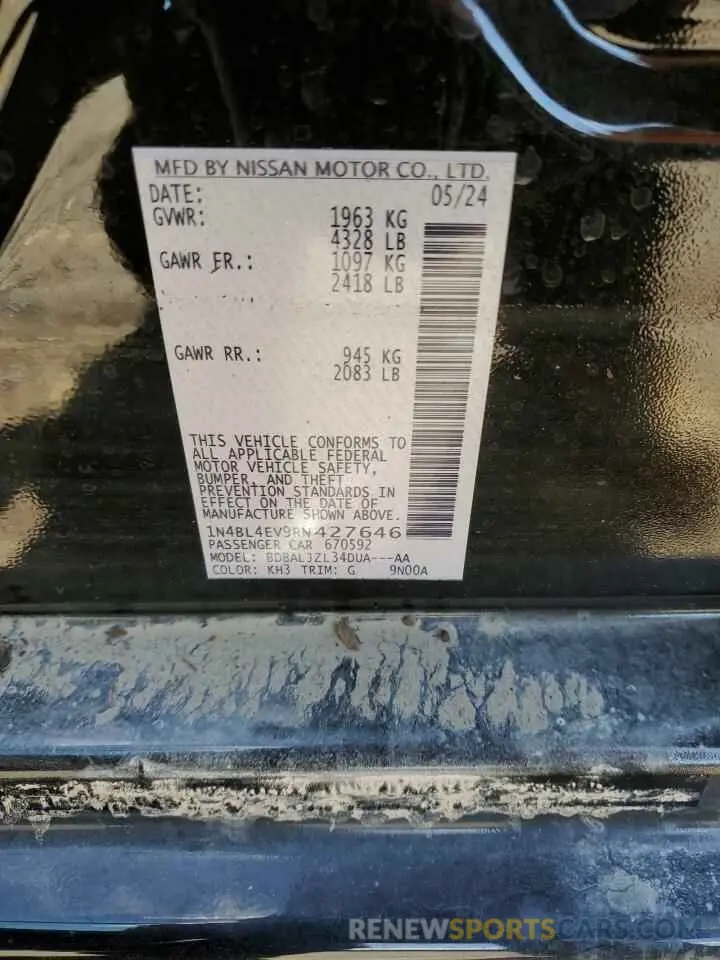 MFD BY NISSAN MOTOR CO., LTD.
DATE: 05/24
GVWR: 1963 KG
4328 LB
GAWR FR.: 1097 KG
2418 LB
GAWR RR.: 945 KG
2083 LB
THIS VEHICLE CONFORMS TO
ALL APPLICABLE FEDERAL
MOTOR VEHICLE SAFETY,
BUMPER, AND THEFT
PREVENTION STANDARDS IN
EFFECT ON THE DATE OF
MANUFACTURE SHOWN ABOVE.
1N4BL4EV9RN427646
PASSENGER CAR 670592
MODEL: BDBALJZL34DUA---AA
COLOR: KH3 TRIM: G 9N00A
RENEWSPORTSCARS.COM